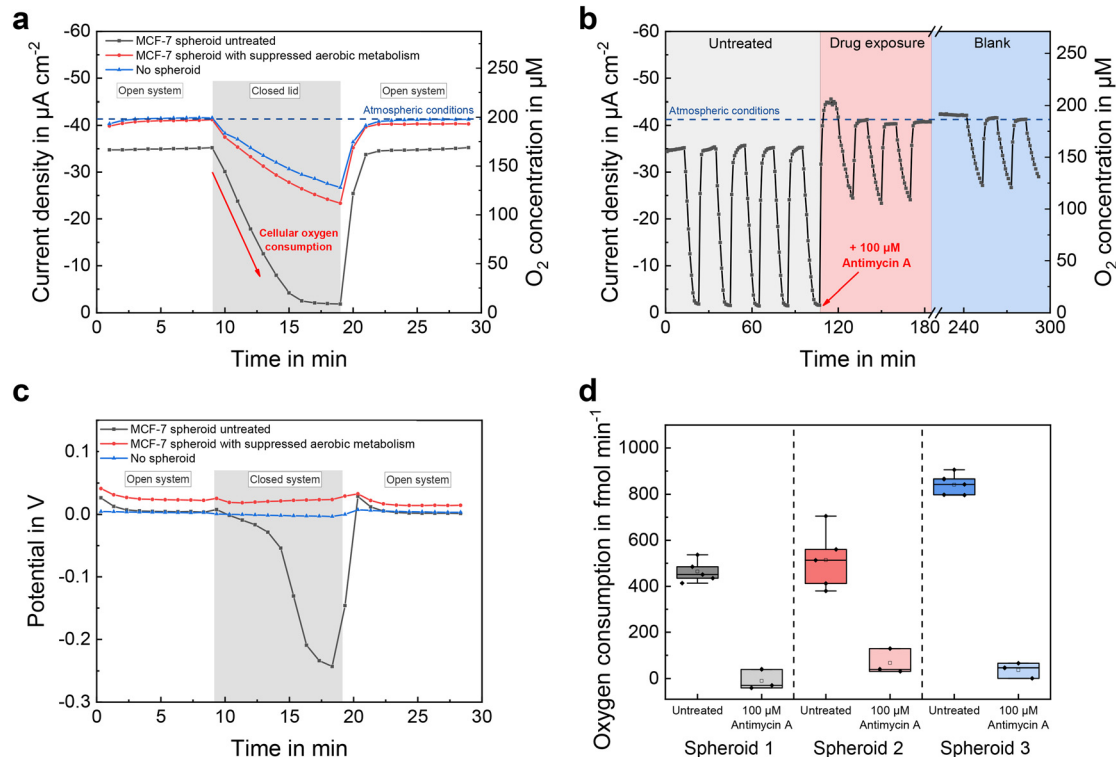 a
Current density in µA cm-2
-60
-50
-40
-30
-20
-10
0
MCF-7 spheroid untreated
MCF-7 spheroid with suppressed aerobic metabolism
No spheroid
Open system
Closed lid
Open system
Atmospheric conditions
Cellular oxygen
consumption
250
200
150
100
50
0
O2 concentration in µM
0 5 10 15 20 25 30
Time in min
b
Current density in µA cm-2
-60
-50
-40
-30
-20
-10
0
Untreated
Drug exposure
Blank
Atmospheric conditions
+ 100 µM
Antimycin A
250
200
150
100
50
0
O2 concentration in µM
0 60 120 180 240 300
Time in min
c
Potential in V
0.1
0.0
-0.1
-0.2
-0.3
MCF-7 spheroid untreated
MCF-7 spheroid with suppressed aerobic metabolism
No spheroid
Open system
Closed system
Open system
0 5 10 15 20 25 30
Time in min
d
Oxygen consumption in fmol min-1
1000
800
600
400
200
0
Untreated 100 µM Untreated 100 µM Untreated 100 µM
Antimycin A Antimycin A Antimycin A
Spheroid 1 Spheroid 2 Spheroid 3